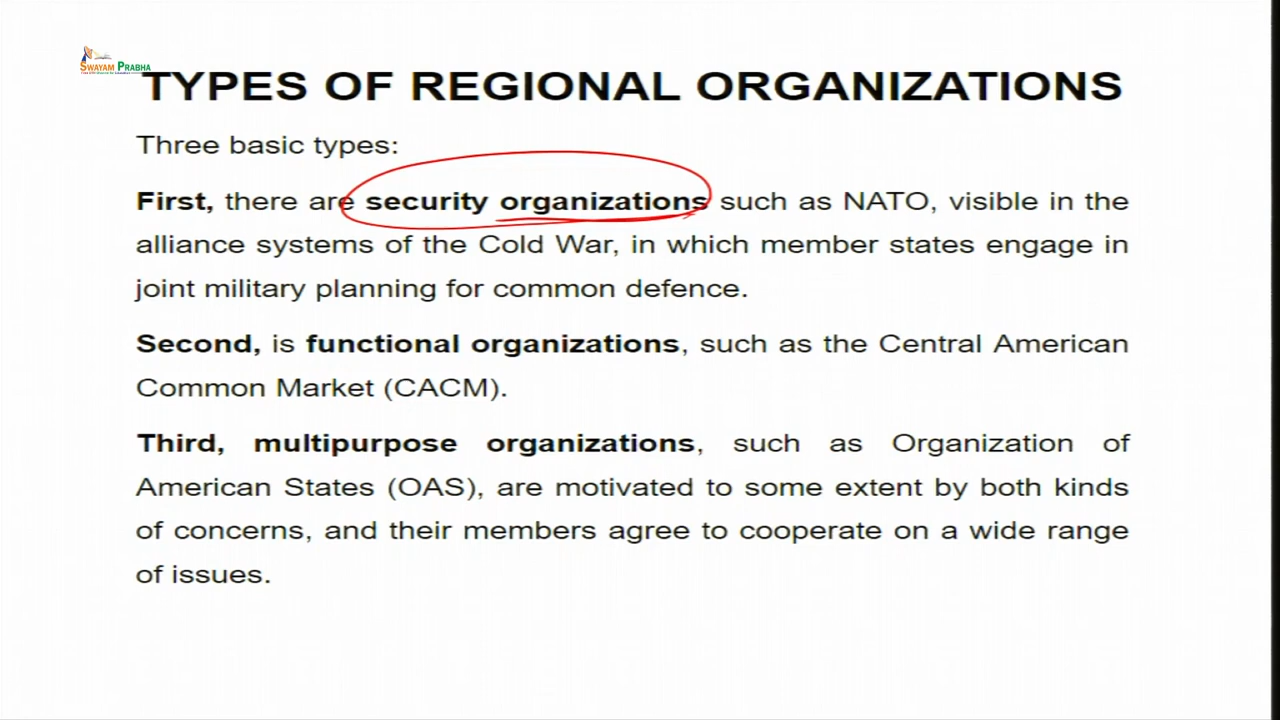 SWAYAM PRABHA
TYPES OF REGIONAL ORGANIZATIONS
Three basic types:
First, there are security organizations such as NATO, visible in the
alliance systems of the Cold War, in which member states engage in
joint military planning for common defence.
Second, is functional organizations, such as the Central American
Common Market (CACM).
Third, multipurpose organizations, such as Organization of
American States (OAS), are motivated to some extent by both kinds
of concerns, and their members agree to cooperate on a wide range
of issues.